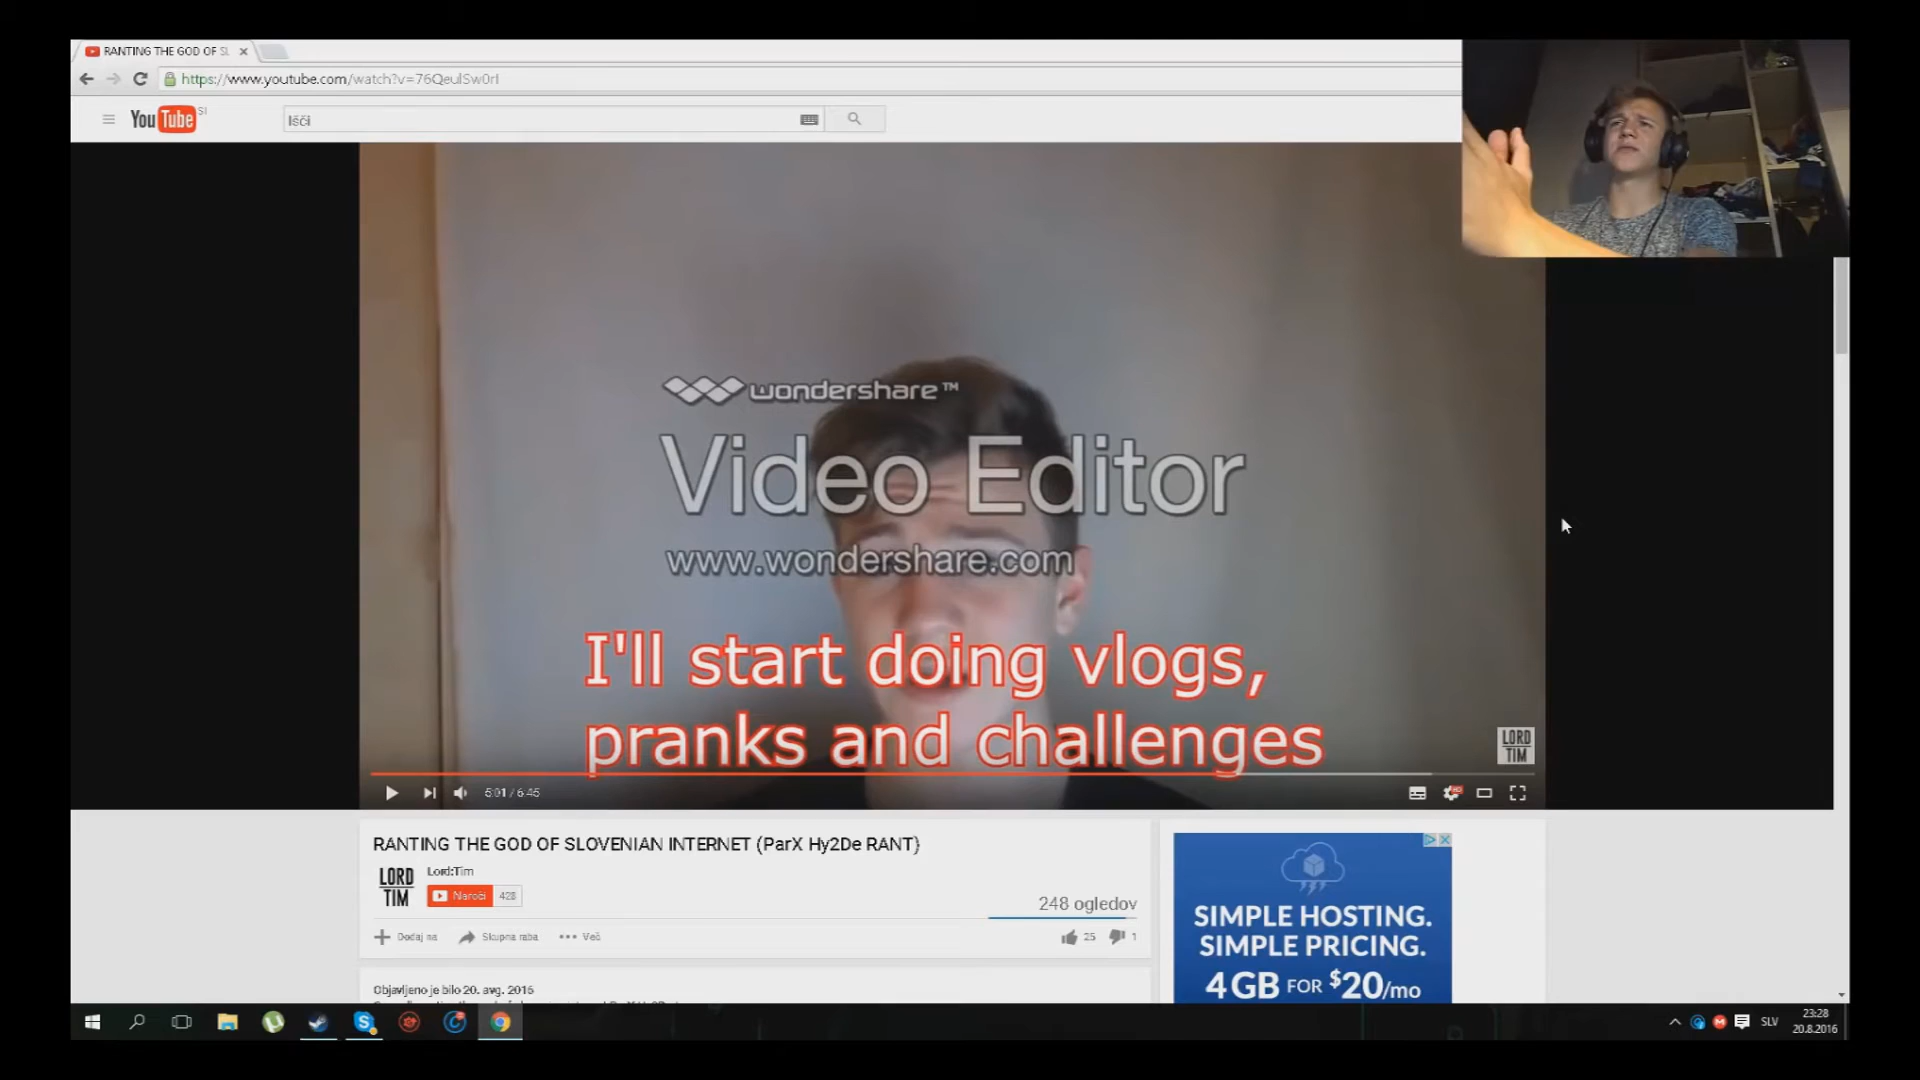 RANTING THE GOD OF SL
https://www.youtube.com/watch?v=76QeulSw0rI
YouTube SI
Išči
wondershare™
Video Editor
www.wondershare.com
I'll start doing vlogs,
pranks and challenges
LORD
TIM
5:01 / 6:45
RANTING THE GOD OF SLOVENIAN INTERNET (ParX Hy2De RANT)
LORD
TIM
Lord:Tim
Naroči 428
248 ogledov
Dodaj na Skupna raba Več
25 1
Objavljeno je bilo 20. avg. 2016
SIMPLE HOSTING.
SIMPLE PRICING.
4GB FOR $20/mo
SLV
23:28
20.8.2016